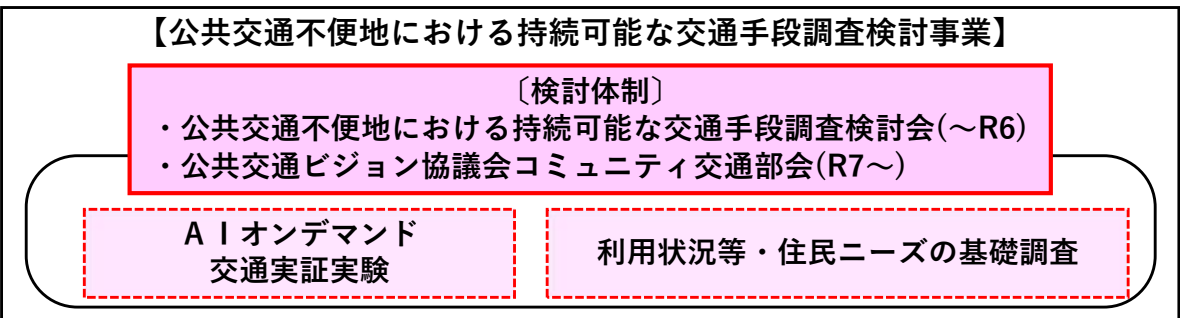 【公共交通不便地における持続可能な交通手段調査検討事業】
〔検討体制〕
・公共交通不便地における持続可能な交通手段調査検討会(～R6)
・公共交通ビジョン協議会コミュニティ交通部会(R7～)
ＡＩオンデマンド
交通実証実験
利用状況等・住民ニーズの基礎調査